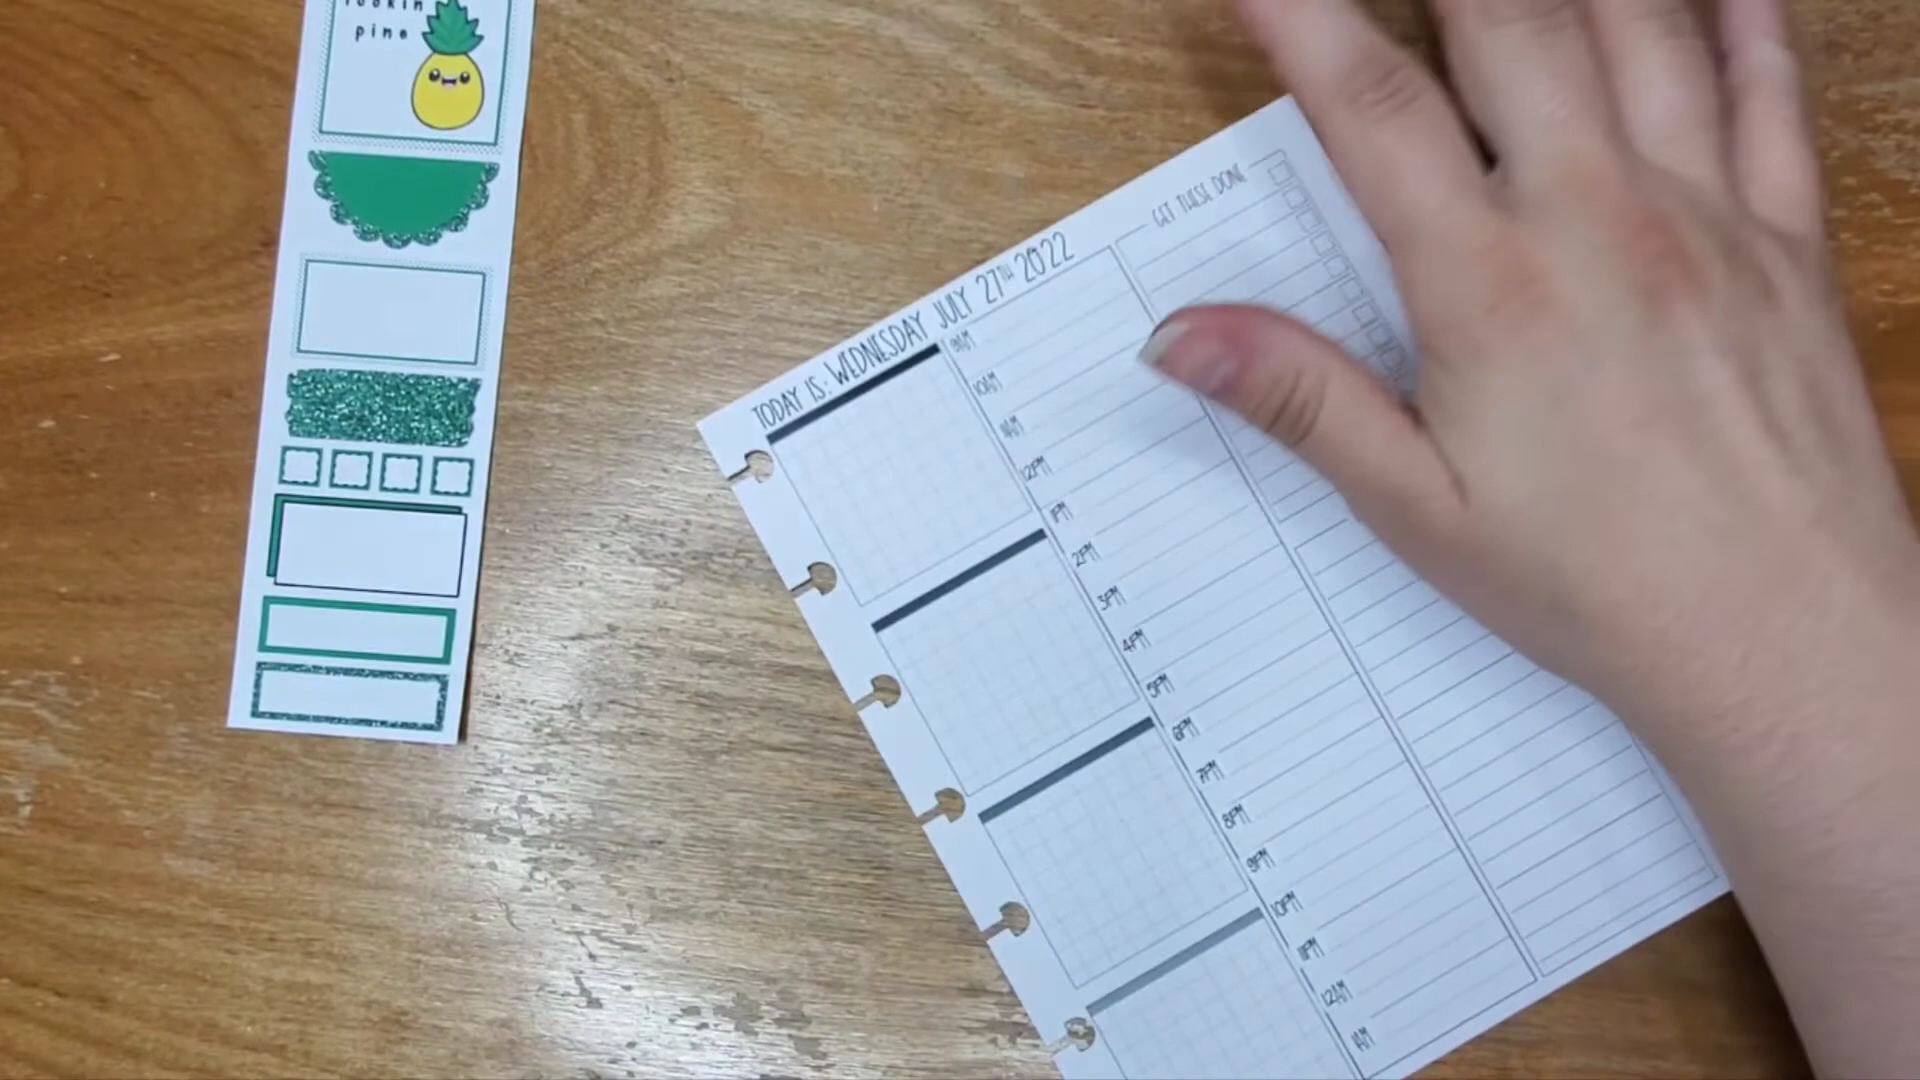 lookin
pine
TODAY IS: WEDNESDAY JULY 27TH 2022
GET THESE DONE
9AM
10AM
11AM
12PM
1PM
2PM
3PM
4PM
5PM
6PM
7PM
8PM
9PM
10PM
11PM
12AM
1AM